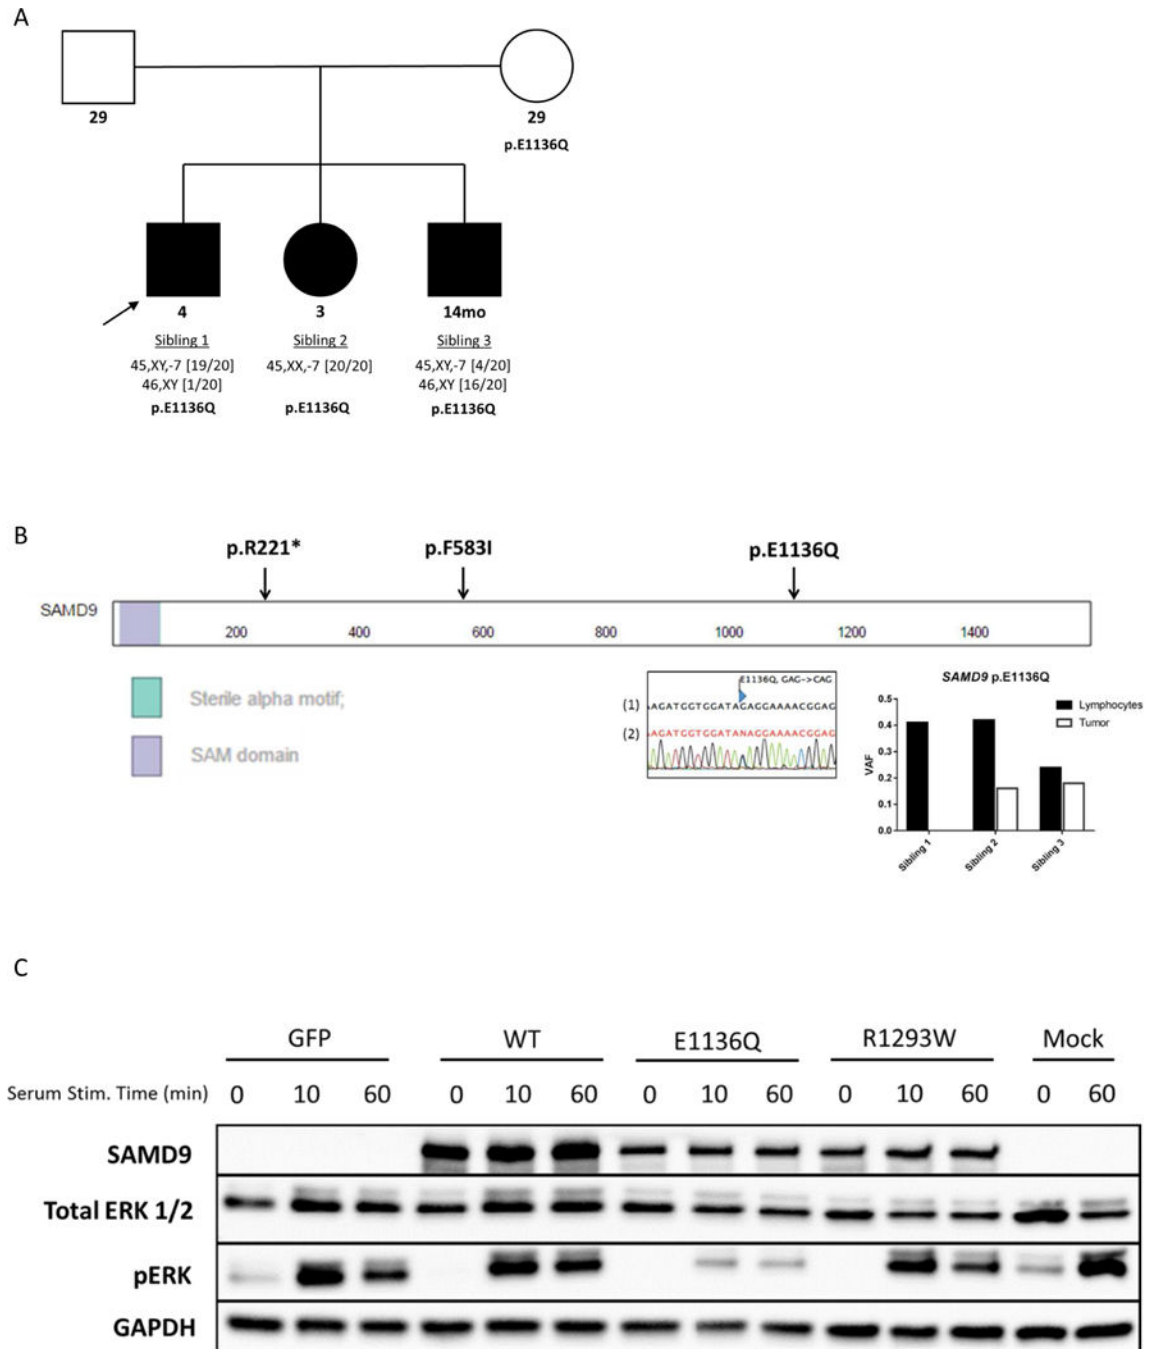 A
29
29
p.E1136Q
4
3
14mo
Sibling 1
Sibling 2
Sibling 3
45,XY,-7 [19/20]
45,XX,-7 [20/20]
45,XY,-7 [4/20]
46,XY [1/20]
46,XY [16/20]
p.E1136Q
p.E1136Q
p.E1136Q
B
p.R221*
p.F583I
p.E1136Q
SAMD9
200
400
600
800
1000
1200
1400
Sterile alpha motif;
SAM domain
E1136Q, GAG->CAG
(1)
AGATGGTGGATAGAGGAAAACGGAG
(2)
AGATGGTGGATANAGGAAAACGGAG
SAMD9 p.E1136Q
Lymphocytes
Tumor
VAF
0.5
0.4
0.3
0.2
0.1
0.0
Sibling 1
Sibling 2
Sibling 3
C
GFP
WT
E1136Q
R1293W
Mock
Serum Stim. Time (min) 0 10 60 0 10 60 0 10 60 0 10 60 0 60
SAMD9
Total ERK 1/2
pERK
GAPDH